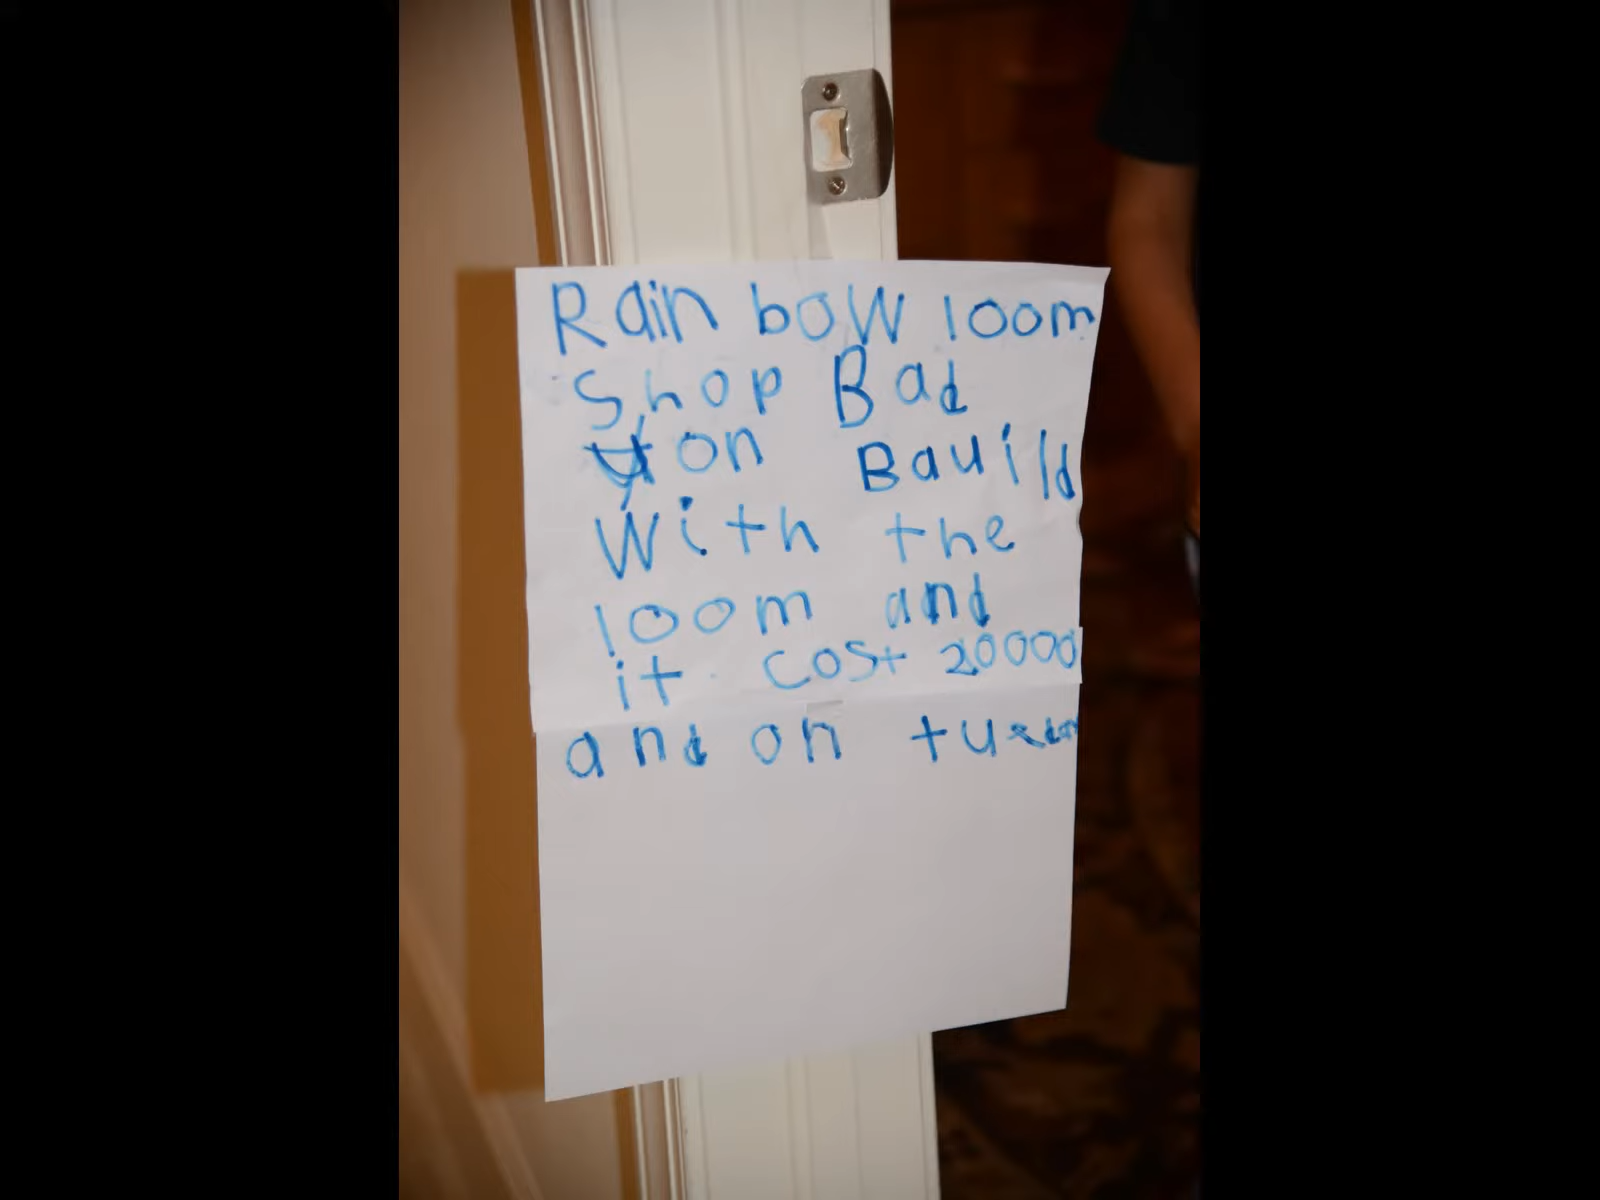 Rain bow loom
Shop Bad
on Bauild
With the
loom and
it cost 20000
and on